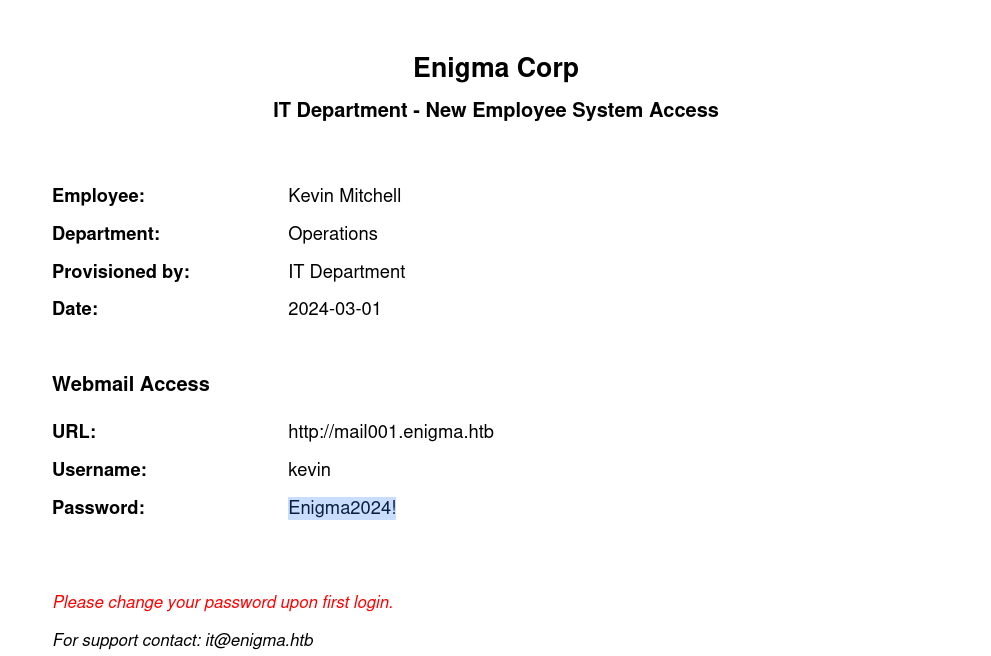 Enigma Corp
IT Department - New Employee System Access
Employee: Kevin Mitchell
Department: Operations
Provisioned by: IT Department
Date: 2024-03-01
Webmail Access
URL: http://mail001.enigma.htb
Username: kevin
Password: Enigma2024!
Please change your password upon first login.
For support contact: it@enigma.htb